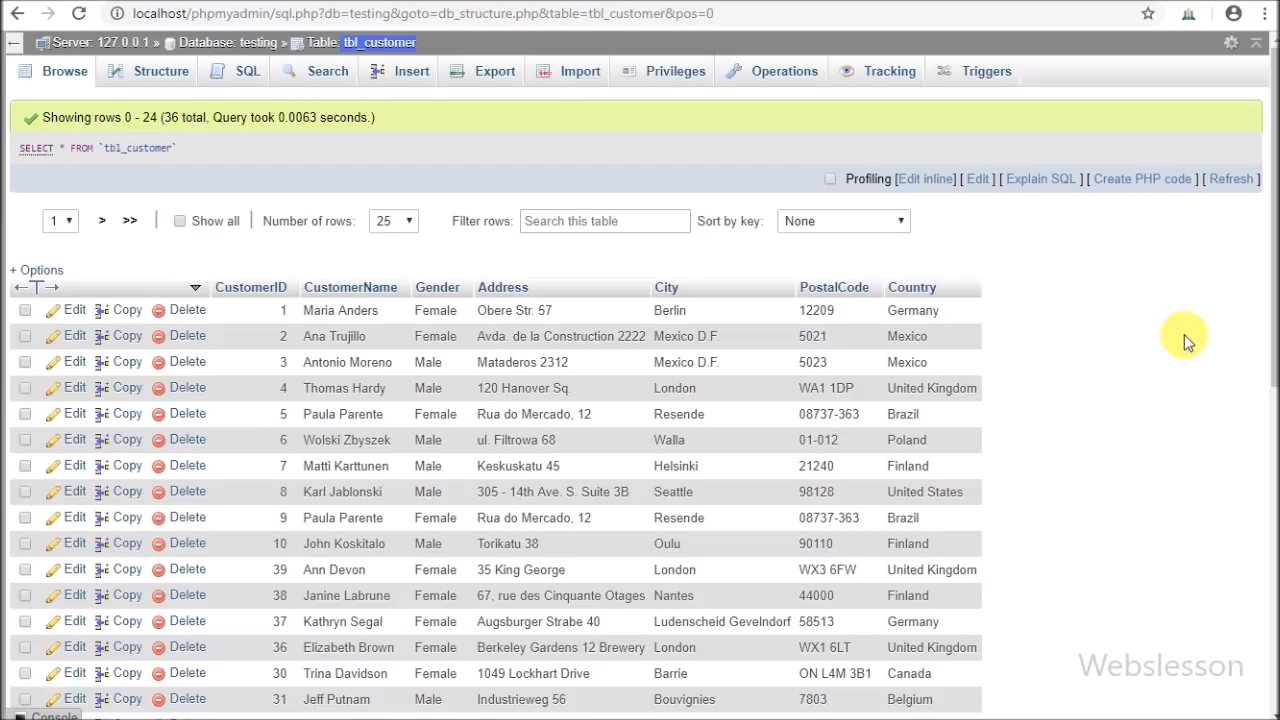 localhost/phpmyadmin/sql.php?db=testing&goto=db_structure.php&table=tbl_customer&pos=0
Server: 127.0.0.1 » Database: testing » Table: tbl_customer
Browse Structure SQL Search Insert Export Import Privileges Operations Tracking Triggers
Showing rows 0 - 24 (36 total, Query took 0.0063 seconds.)
SELECT * FROM `tbl_customer`
Profiling [Edit inline] [ Edit ] [ Explain SQL ] [ Create PHP code ] [ Refresh ]
1 > >> Show all Number of rows: 25 Filter rows: Search this table Sort by key: None
+ Options
CustomerID CustomerName Gender Address City PostalCode Country
Edit Copy Delete 1 Maria Anders Female Obere Str. 57 Berlin 12209 Germany
Edit Copy Delete 2 Ana Trujillo Female Avda. de la Construction 2222 Mexico D.F. 5021 Mexico
Edit Copy Delete 3 Antonio Moreno Male Mataderos 2312 Mexico D.F. 5023 Mexico
Edit Copy Delete 4 Thomas Hardy Male 120 Hanover Sq. London WA1 1DP United Kingdom
Edit Copy Delete 5 Paula Parente Female Rua do Mercado, 12 Resende 08737-363 Brazil
Edit Copy Delete 6 Wolski Zbyszek Male ul. Filtrowa 68 Walla 01-012 Poland
Edit Copy Delete 7 Matti Karttunen Male Keskuskatu 45 Helsinki 21240 Finland
Edit Copy Delete 8 Karl Jablonski Male 305 - 14th Ave. S. Suite 3B Seattle 98128 United States
Edit Copy Delete 9 Paula Parente Female Rua do Mercado, 12 Resende 08737-363 Brazil
Edit Copy Delete 10 John Koskitalo Male Torikatu 38 Oulu 90110 Finland
Edit Copy Delete 39 Ann Devon Female 35 King George London WX3 6FW United Kingdom
Edit Copy Delete 38 Janine Labrune Female 67, rue des Cinquante Otages Nantes 44000 Finland
Edit Copy Delete 37 Kathryn Segal Female Augsburger Strabe 40 Ludenscheid Gevelndorf 58513 Germany
Edit Copy Delete 36 Elizabeth Brown Female Berkeley Gardens 12 Brewery London WX1 6LT United Kingdom
Edit Copy Delete 30 Trina Davidson Female 1049 Lockhart Drive Barrie ON L4M 3B1 Canada
Edit Copy Delete 31 Jeff Putnam Male Industrieweg 56 Bouvignies 7803 Belgium
Console
Webslesson